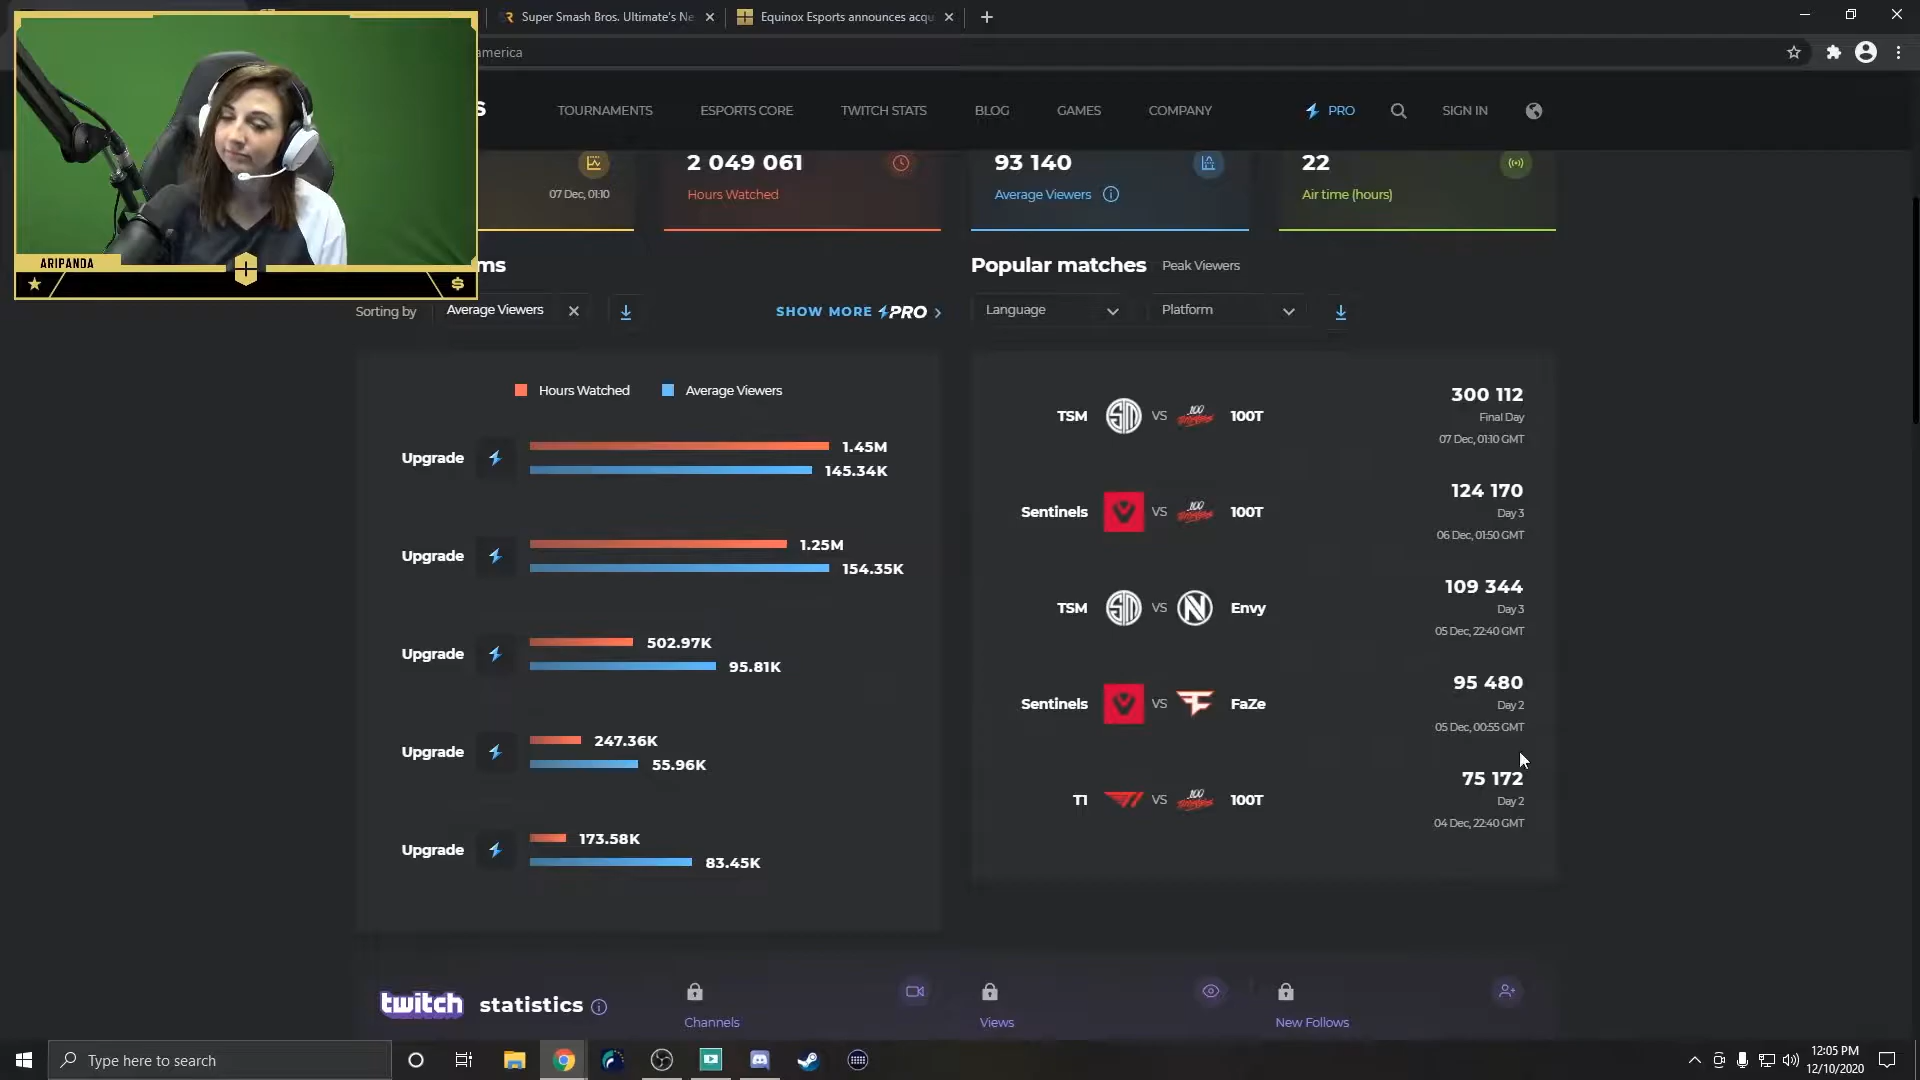 Super Smash Bros. Ultimate's Ne
Equinox Esports announces acqu
america
S
TOURNAMENTS
ESPORTS CORE
TWITCH STATS
BLOG
GAMES
COMPANY
PRO
SIGN IN
07 Dec, 01:10
2 049 061
Hours Watched
93 140
Average Viewers
22
Air time (hours)
ARIPANDA
ms
Sorting by
Average Viewers
SHOW MORE PRO
Hours Watched
Average Viewers
Upgrade
1.45M
145.34K
Upgrade
1.25M
154.35K
Upgrade
502.97K
95.81K
Upgrade
247.36K
55.96K
Upgrade
173.58K
83.45K
Popular matches
Peak Viewers
Language
Platform
TSM VS 100T
300 112
Final Day
07 Dec, 01:10 GMT
Sentinels VS 100T
124 170
Day 3
06 Dec, 01:50 GMT
TSM VS Envy
109 344
Day 3
05 Dec, 22:40 GMT
Sentinels VS FaZe
95 480
Day 2
05 Dec, 00:55 GMT
T1 VS 100T
75 172
Day 2
04 Dec, 22:40 GMT
twitch statistics
Channels
Views
New Follows
Type here to search
12:05 PM
12/10/2020